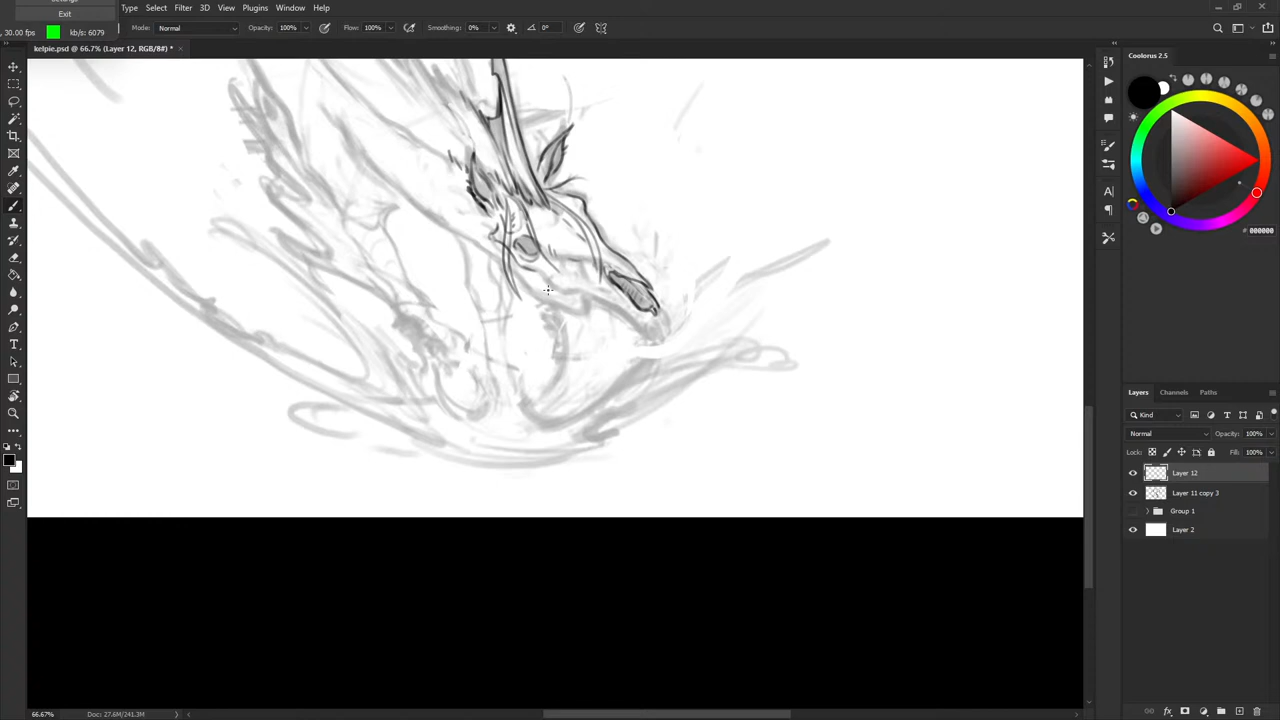 Settings
Exit
Type Select Filter 3D View Plugins Window Help
, 30.00 fps kb/s: 6079
Mode: Normal Opacity: 100% Flow: 100% Smoothing: 0% 0°
kelpie.psd @ 66.7% (Layer 12, RGB/8#) * ×
Coolorus 2.5
000000
Layers Channels Paths
Kind
Normal Opacity: 100%
Lock: Fill: 100%
Layer 12
Layer 11 copy 3
Group 1
Layer 2
66.67% Doc: 27.6M/241.3M